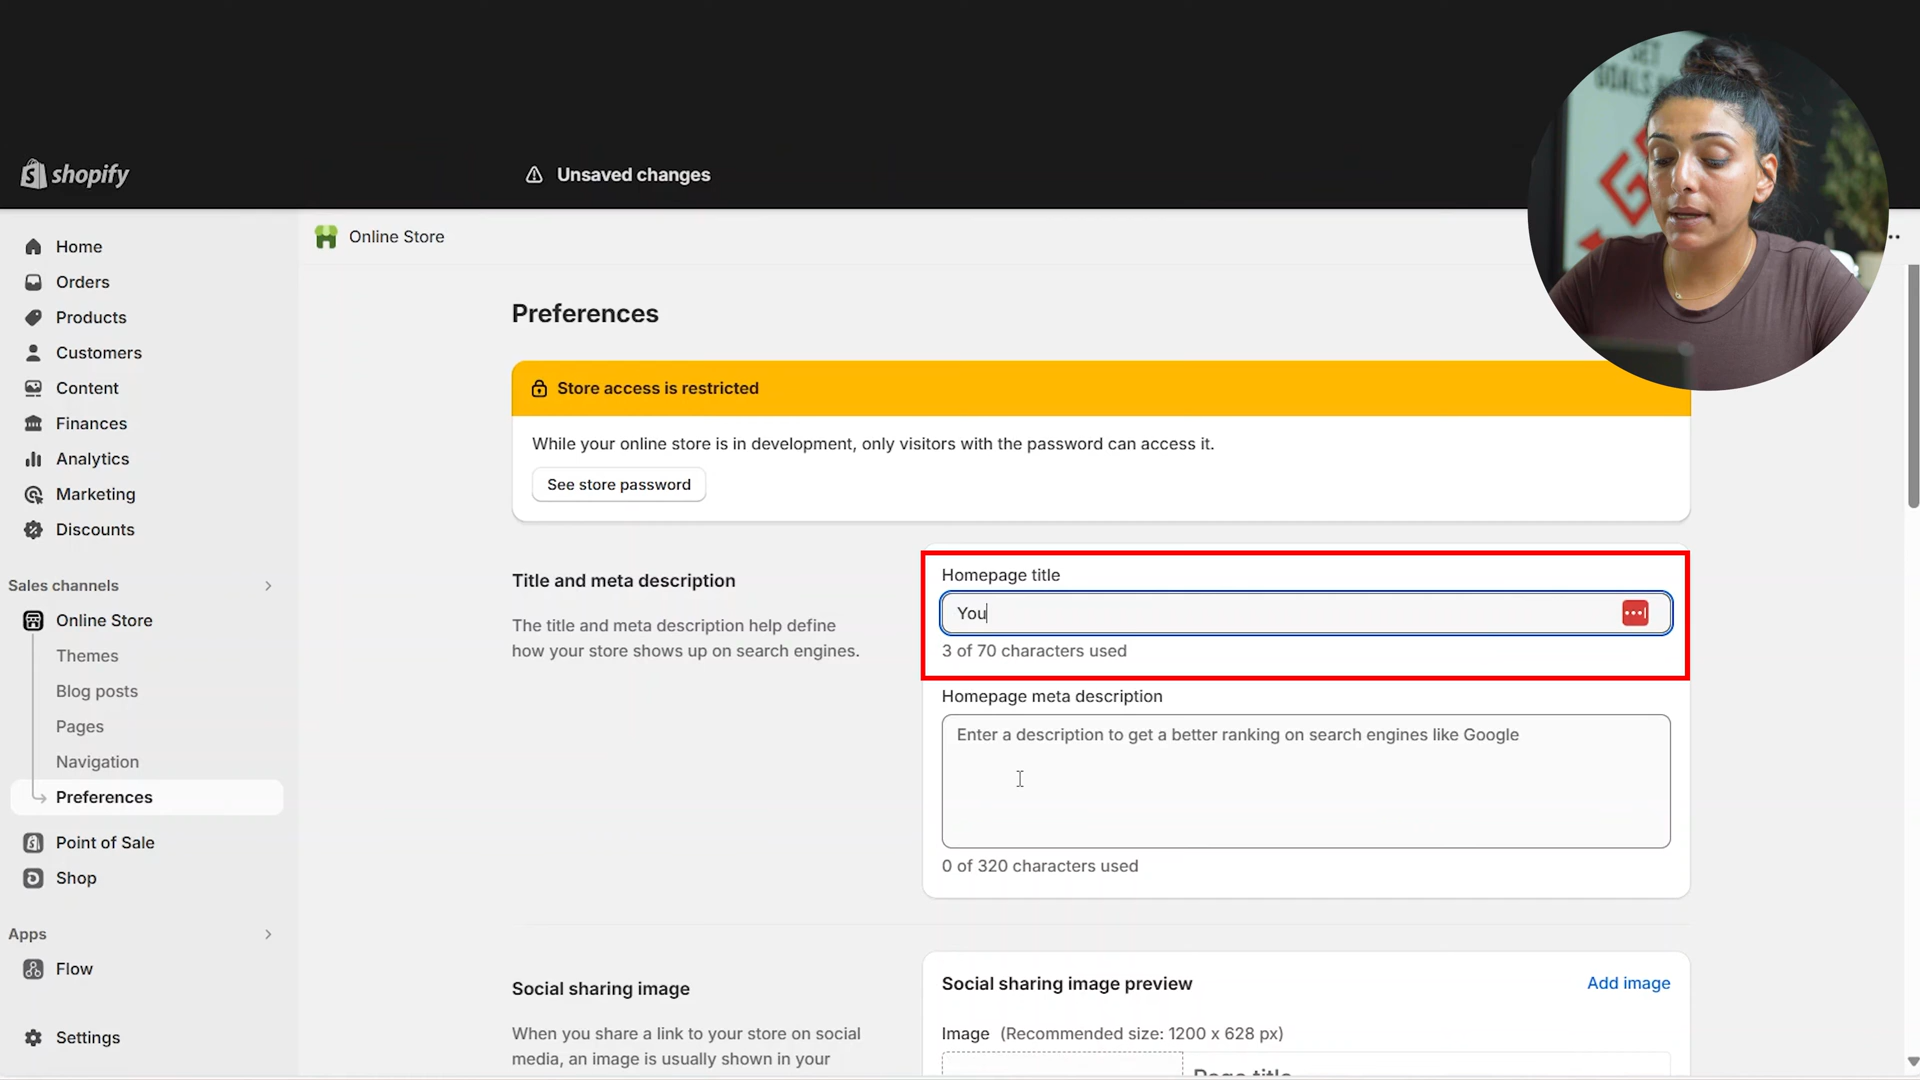 shopify
Unsaved changes
Home
Orders
Products
Customers
Content
Finances
Analytics
Marketing
Discounts
Sales channels
Online Store
Themes
Blog posts
Pages
Navigation
Preferences
Point of Sale
Shop
Apps
Flow
Settings
Online Store
Preferences
Store access is restricted
While your online store is in development, only visitors with the password can access it.
See store password
Title and meta description
The title and meta description help define
how your store shows up on search engines.
Homepage title
You
3 of 70 characters used
Homepage meta description
Enter a description to get a better ranking on search engines like Google
0 of 320 characters used
Social sharing image
When you share a link to your store on social
media, an image is usually shown in your
Social sharing image preview
Add image
Image (Recommended size: 1200 x 628 px)
Page title